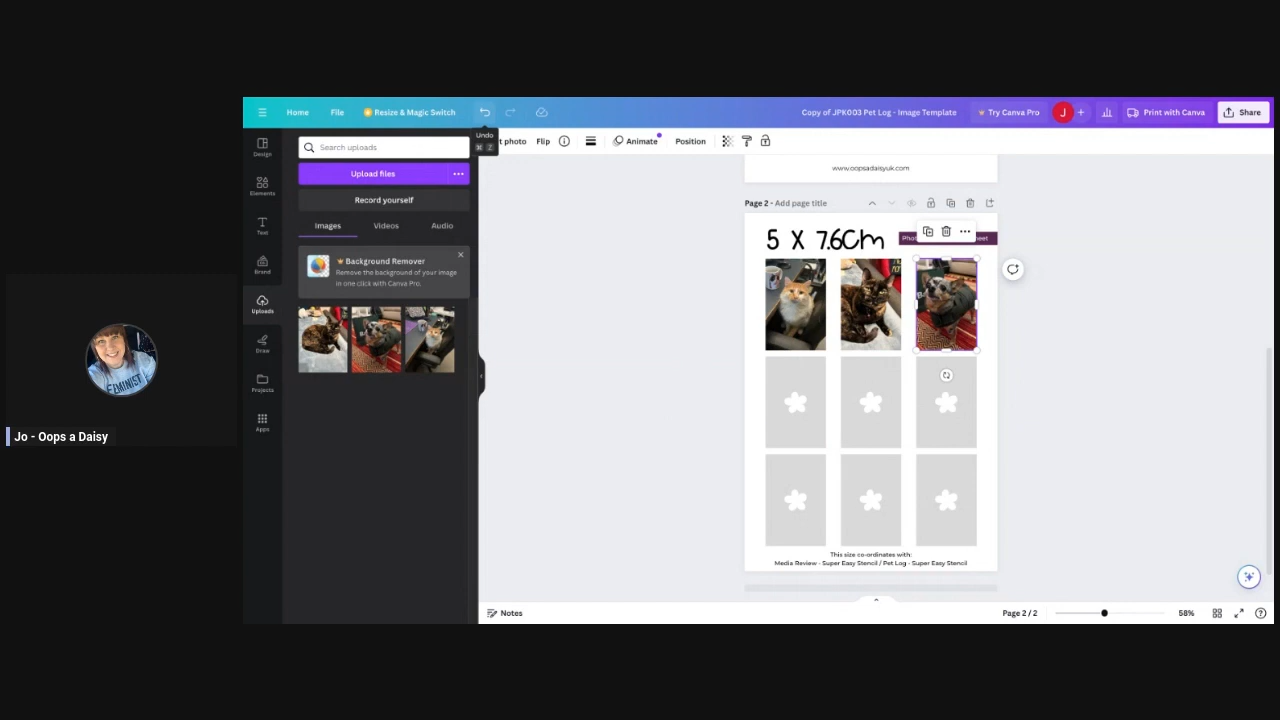 Home File Resize & Magic Switch Copy of JPK003 Pet Log - Image Template Try Canva Pro J + Print with Canva Share
Undo
⌘ Z
Design
Elements
Text
Brand
Uploads
Draw
Projects
Apps
Search uploads
Upload files
Record yourself
Images Videos Audio
Background Remover
Remove the background of your image
in one click with Canva Pro.
t photo Flip Animate Position
www.oopsadaisyuk.com
Page 2 - Add page title
5 x 7.6cm
This size co-ordinates with:
Media Review - Super Easy Stencil / Pet Log - Super Easy Stencil
Notes Page 2 / 2 58%
FEMINIST
Jo - Oops a Daisy